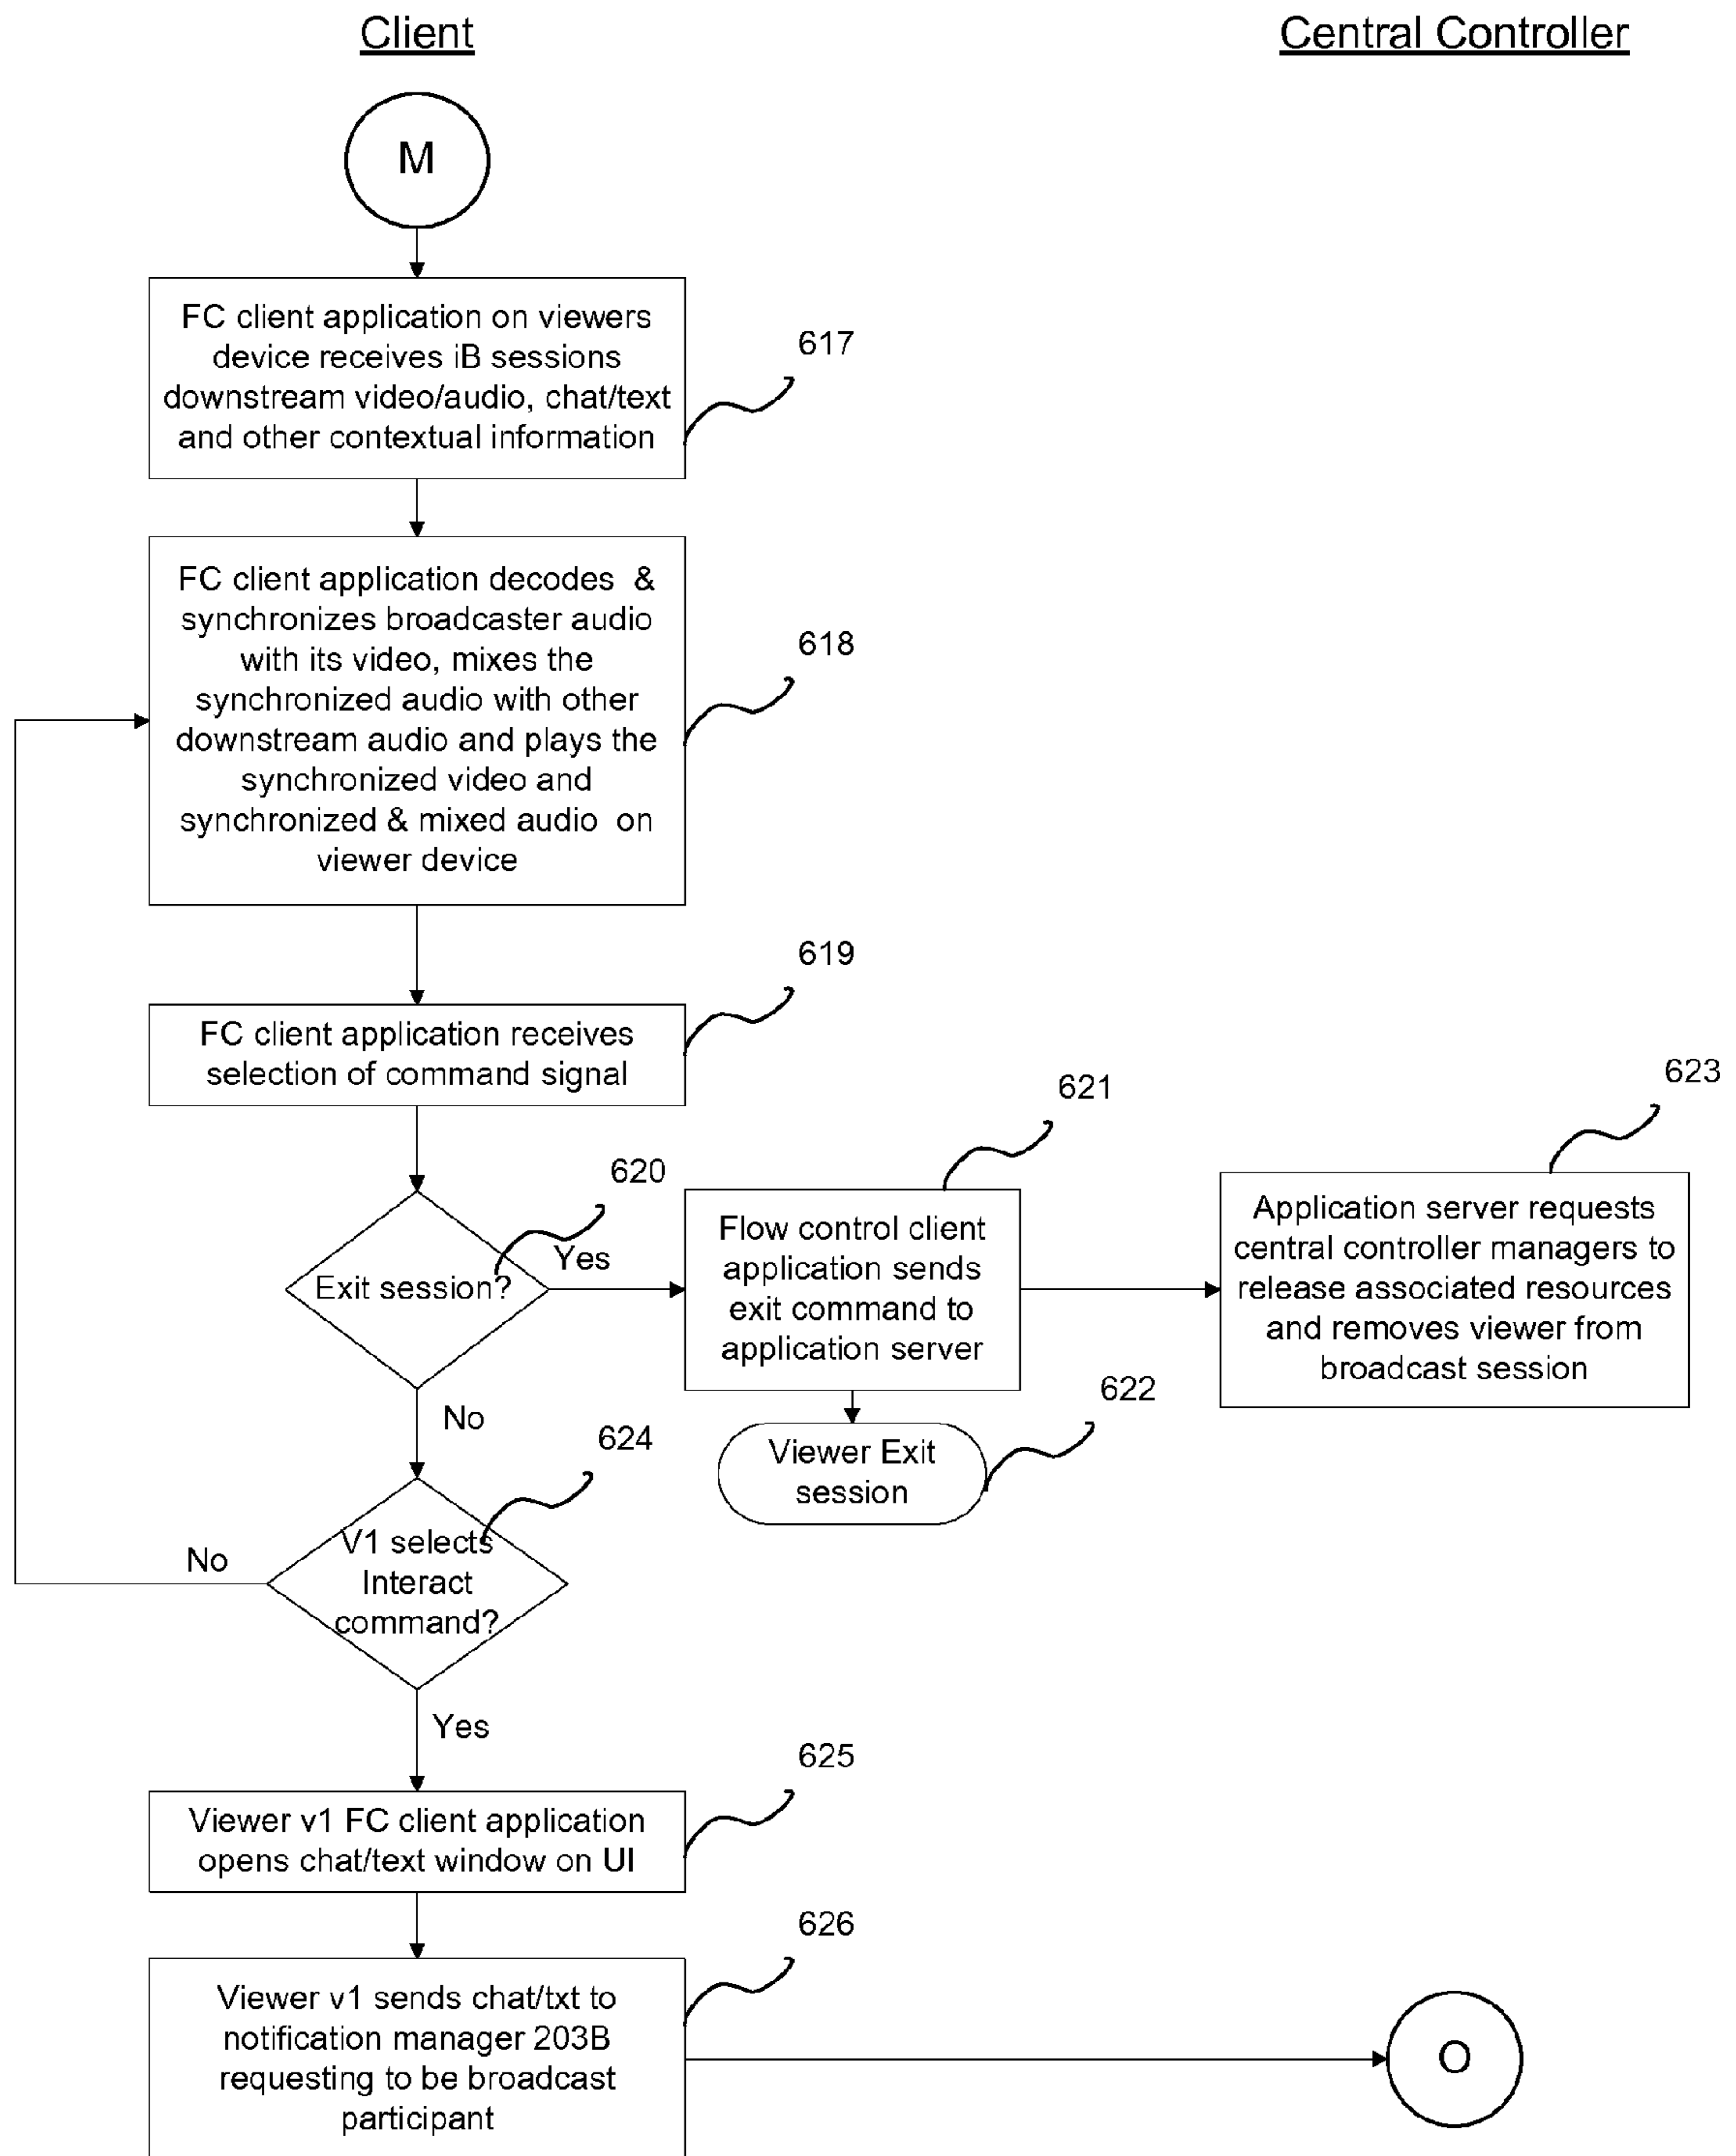 Client
Central Controller
M
FC client application on viewers
device receives iB sessions
downstream video/audio, chat/text
and other contextual information
617
FC client application decodes & 
synchronizes broadcaster audio
with its video, mixes the
synchronized audio with other
downstream audio and plays the
synchronized video and
synchronized & mixed audio on
viewer device
618
FC client application receives
selection of command signal
619
Exit session?
620
Yes
Flow control client
application sends
exit command to
application server
621
Application server requests
central controller managers to
release associated resources
and removes viewer from
broadcast session
623
Viewer Exit
session
622
No
V1 selects
Interact
command?
624
No
Yes
Viewer v1 FC client application
opens chat/text window on UI
625
Viewer v1 sends chat/txt to
notification manager 203B
requesting to be broadcast
participant
626
O